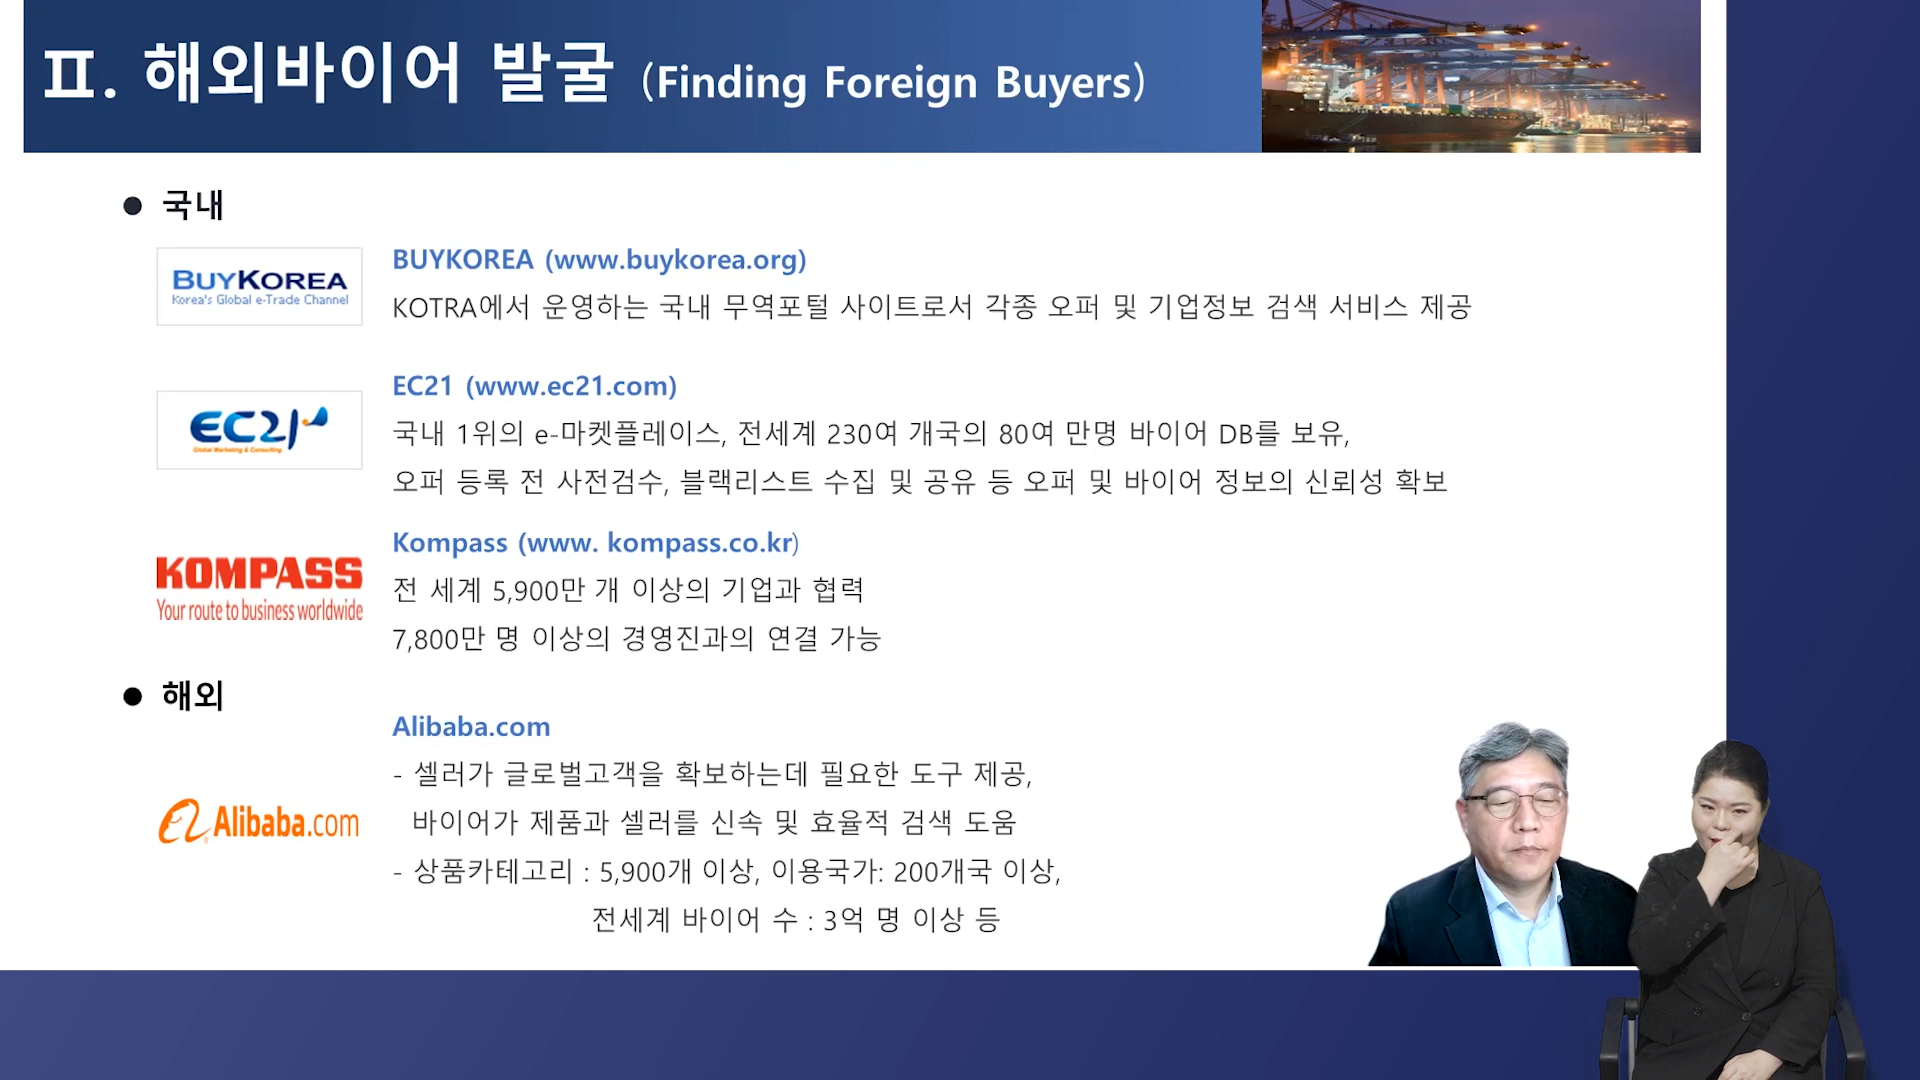 Ⅱ. 해외바이어 발굴 (Finding Foreign Buyers)
● 국내
BUYKOREA
Korea's Global e-Trade Channel
BUYKOREA (www.buykorea.org)
KOTRA에서 운영하는 국내 무역포털 사이트로서 각종 오퍼 및 기업정보 검색 서비스 제공
EC21
Global Marketing & Consulting
EC21 (www.ec21.com)
국내 1위의 e-마켓플레이스, 전세계 230여 개국의 80여 만명 바이어 DB를 보유,
오퍼 등록 전 사전검수, 블랙리스트 수집 및 공유 등 오퍼 및 바이어 정보의 신뢰성 확보
KOMPASS
Your route to business worldwide
Kompass (www. kompass.co.kr)
전 세계 5,900만 개 이상의 기업과 협력
7,800만 명 이상의 경영진과의 연결 가능
● 해외
Alibaba.com
Alibaba.com
- 셀러가 글로벌고객을 확보하는데 필요한 도구 제공,
바이어가 제품과 셀러를 신속 및 효율적 검색 도움
- 상품카테고리 : 5,900개 이상, 이용국가: 200개국 이상,
전세계 바이어 수 : 3억 명 이상 등